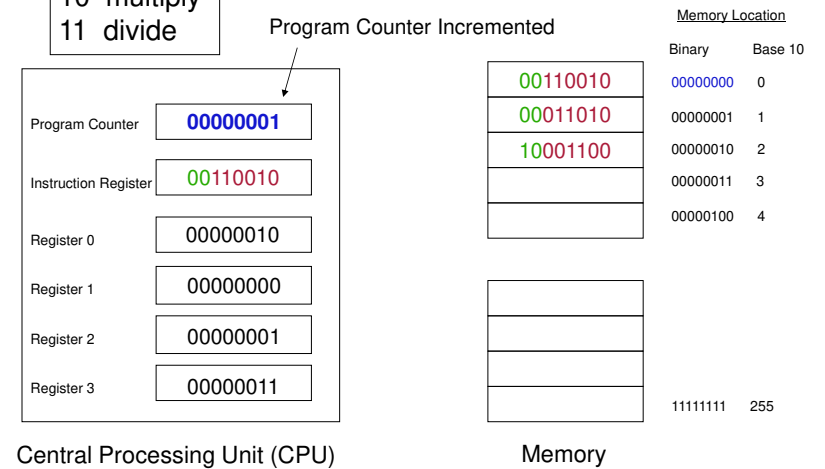 10 multiply
11 divide
Program Counter Incremented
Memory Location
Binary Base 10
Program Counter 00000001
Instruction Register 00110010
Register 0 00000010
Register 1 00000000
Register 2 00000001
Register 3 00000011
Central Processing Unit (CPU)
00110010 00000000 0
00011010 00000001 1
10001100 00000010 2
00000011 3
00000100 4
11111111 255
Memory